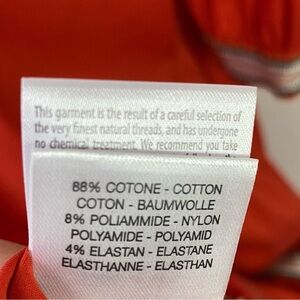 This garment is the result of a careful selection of
the very finest natural threads, and has undergone
no chemical treatment. We recommend you take
88% COTONE - COTTON
COTON - BAUMWOLLE
8% POLIAMMIDE - NYLON
POLYAMIDE - POLYAMID
4% ELASTAN - ELASTANE
ELASTHANNE - ELASTHAN